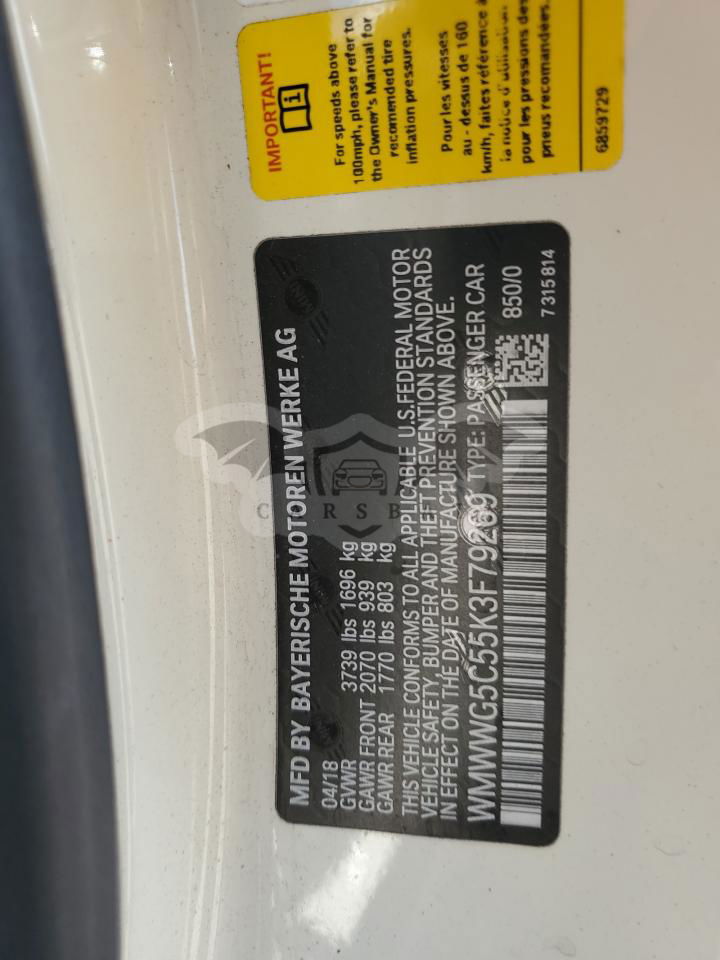 IMPORTANT!
For speeds above
100mph, please refer to
the Owner's Manual for
recomended tire
inflation pressures.
Pour les vitesses
au - dessus de 160
km/h, faites référence à
la notice d'utilisation
pour les pressions des
pneus recomandées.
6859729
MFD BY BAYERISCHE MOTOREN WERKE AG
04/18
GVWR 3739 lbs 1696 kg
GAWR FRONT 2070 lbs 939 kg
GAWR REAR 1770 lbs 803 kg
THIS VEHICLE CONFORMS TO ALL APPLICABLE U.S.FEDERAL MOTOR
VEHICLE SAFETY, BUMPER AND THEFT PREVENTION STANDARDS
IN EFFECT ON THE DATE OF MANUFACTURE SHOWN ABOVE.
WMWWG5C55K3F79269 TYPE: PASSENGER CAR
850/0
7315814